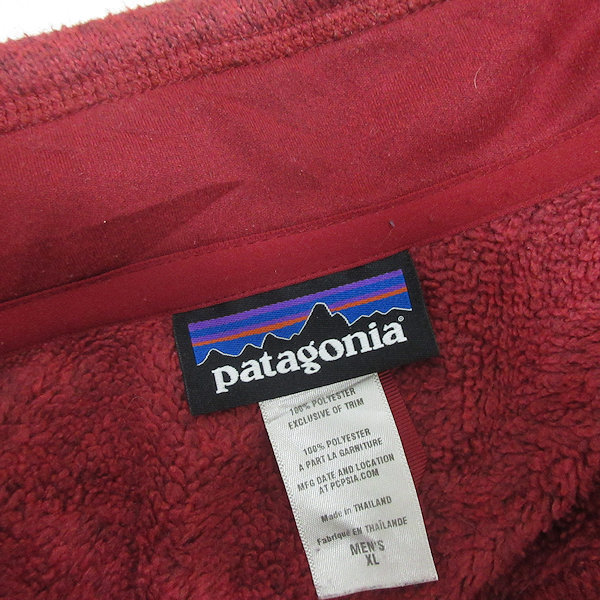 patagonia®
100% POLYESTER
EXCLUSIVE OF TRIM
100% POLYESTER
A PART LA GARNITURE
MFG DATE AND LOCATION
AT PCPSIA.COM
Made in THAILAND
Fabriqué en THAÏLANDE
MEN'S
XL